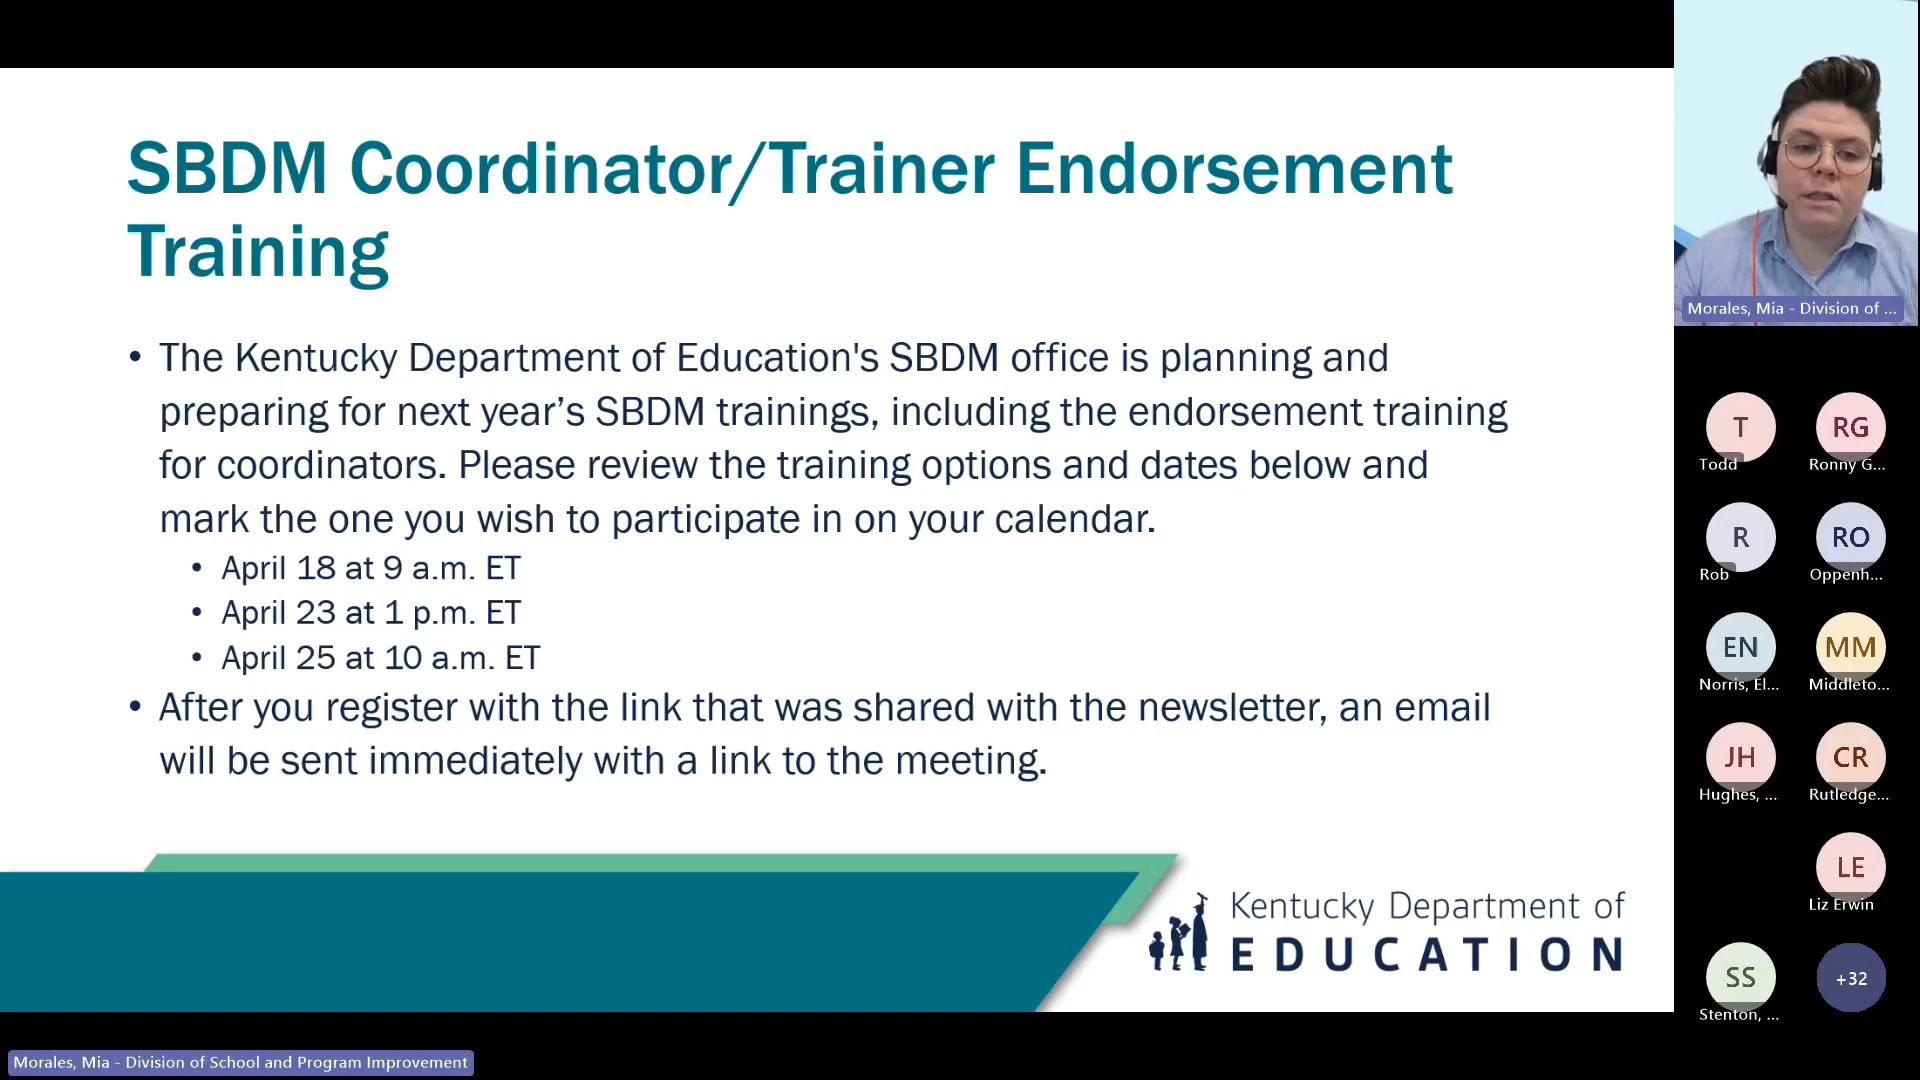 SBDM Coordinator/Trainer Endorsement
Training
• The Kentucky Department of Education's SBDM office is planning and
preparing for next year’s SBDM trainings, including the endorsement training
for coordinators. Please review the training options and dates below and
mark the one you wish to participate in on your calendar.
• April 18 at 9 a.m. ET
• April 23 at 1 p.m. ET
• April 25 at 10 a.m. ET
• After you register with the link that was shared with the newsletter, an email
will be sent immediately with a link to the meeting.
Kentucky Department of
EDUCATION
Morales, Mia - Division of School and Program Improvement
Morales, Mia - Division of ...
T
Todd
RG
Ronny G...
R
Rob
RO
Oppenh...
EN
Norris, El...
MM
Middleto...
JH
Hughes, ...
CR
Rutledge...
LE
Liz Erwin
SS
Stenton, ...
+32